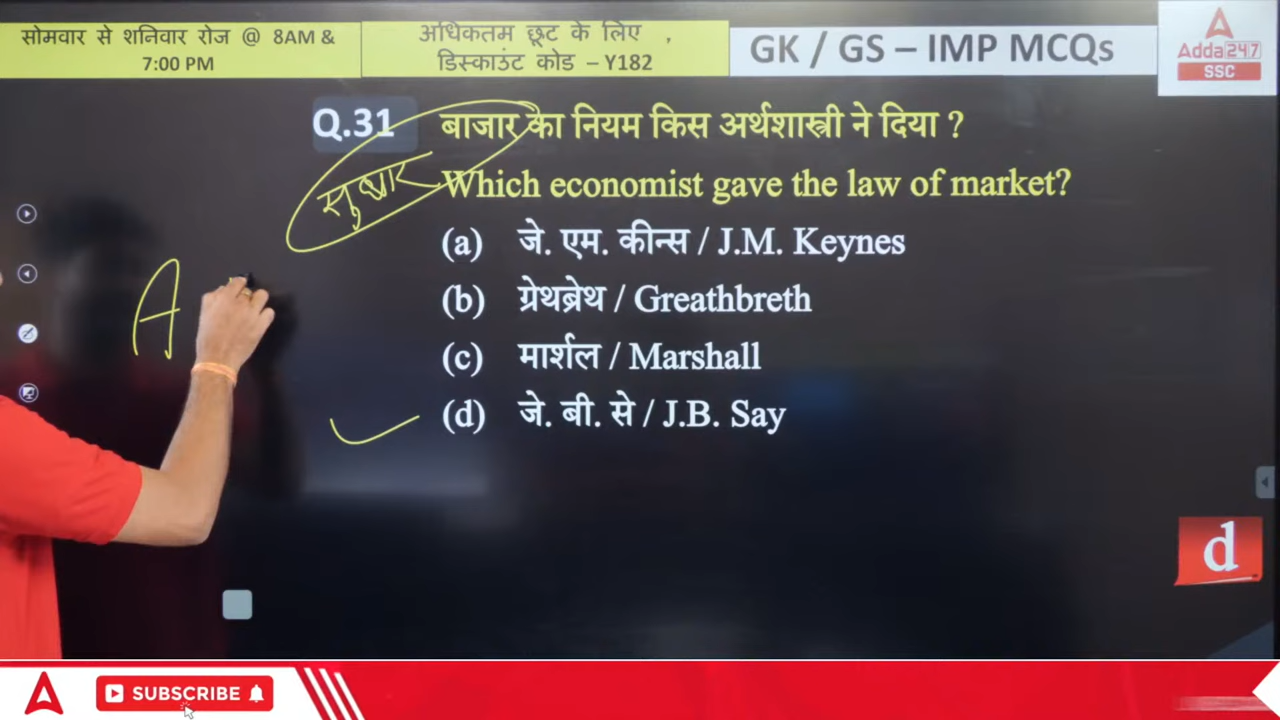 सोमवार से शनिवार रोज @ 8AM &
7:00 PM
अधिकतम छूट के लिए ,
डिस्काउंट कोड – Y182
GK / GS – IMP MCQs
Adda247
SSC
Q.31 बाजार का नियम किस अर्थशास्त्री ने दिया ?
सुधार
Which economist gave the law of market?
(a) जे. एम. कीन्स / J.M. Keynes
(b) ग्रेथब्रेथ / Greathbreth
(c) मार्शल / Marshall
(d) जे. बी. से / J.B. Say
A
d
SUBSCRIBE